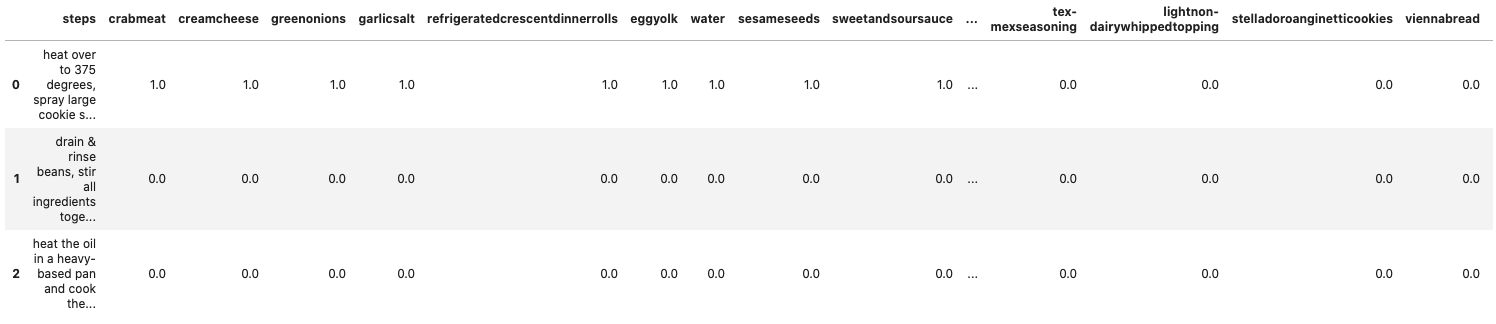 steps crabmeat creamcheese greenonions garlicsalt refrigeratedcrescentdinnerrolls eggyolk water sesameseeds sweetandsoursauce ... tex-mexseasoning lightnon-dairywhippedtopping stelladoroanginetticookies viennabread
heat over
to 375
degrees,
spray large
cookie s...
0 1.0 1.0 1.0 1.0 1.0 1.0 1.0 1.0 1.0 ... 0.0 0.0 0.0 0.0
drain &
rinse
beans, stir
all
ingredients
toge...
1 0.0 0.0 0.0 0.0 0.0 0.0 0.0 0.0 0.0 ... 0.0 0.0 0.0 0.0
heat the oil
in a heavy-
based pan
and cook
the...
2 0.0 0.0 0.0 0.0 0.0 0.0 0.0 0.0 0.0 ... 0.0 0.0 0.0 0.0